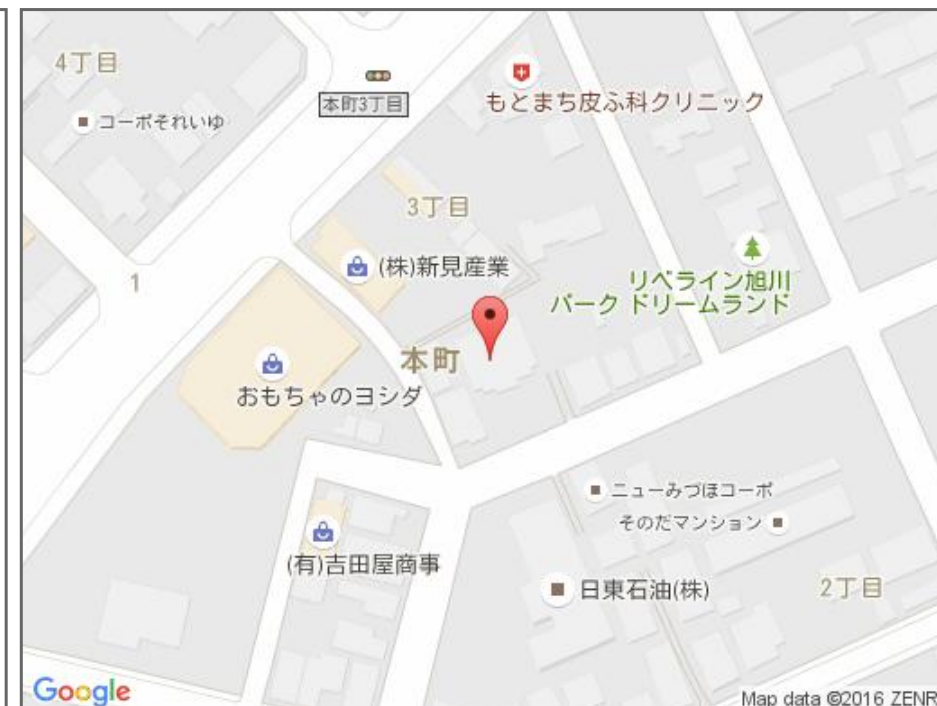 4丁目
本町3丁目
もとまち皮ふ科クリニック
コーポそれいゆ
3丁目
(株)新見産業
リベライン旭川
パーク ドリームランド
1
本町
おもちゃのヨシダ
ニューみづほコーポ
そのだマンション
(有)吉田屋商事
日東石油(株)
2丁目
Google
Map data ©2016 ZENR